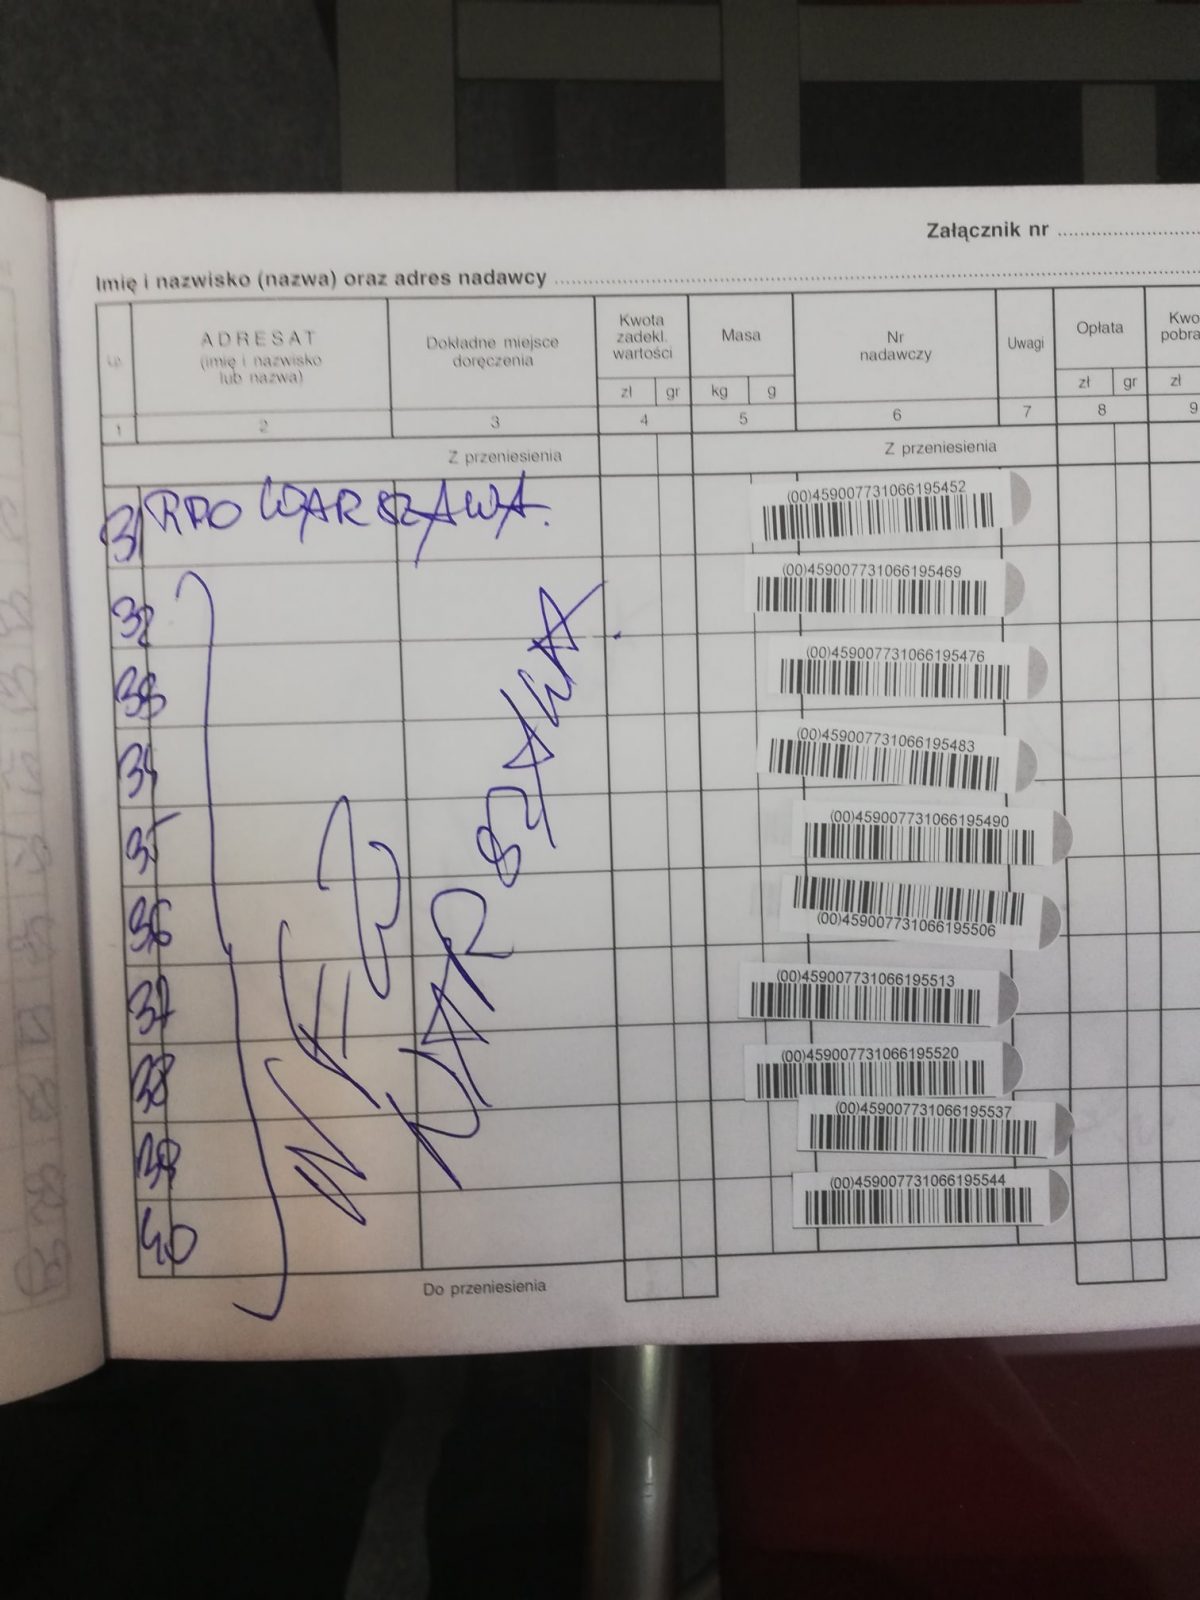 Załącznik nr
Imię i nazwisko (nazwa) oraz adres nadawcy
Lp.
ADRESAT
(imię i nazwisko
lub nazwa)
Dokładne miejsce
doręczenia
Kwota
zadekl.
wartości
Masa
Nr
nadawczy
Uwagi
Opłata
zł gr kg g zł gr zł
1 2 3 4 5 6 7 8 9
Z przeniesienia Z przeniesienia
31 RPO WARSZAWA. (00)459007731066195452
32 (00)459007731066195469
33 (00)459007731066195476
34 (00)459007731066195483
35 (00)459007731066195490
36 (00)459007731066195506
37 (00)459007731066195513
38 (00)459007731066195520
39 (00)459007731066195537
40 (00)459007731066195544
WARSZAWA.
Do przeniesienia